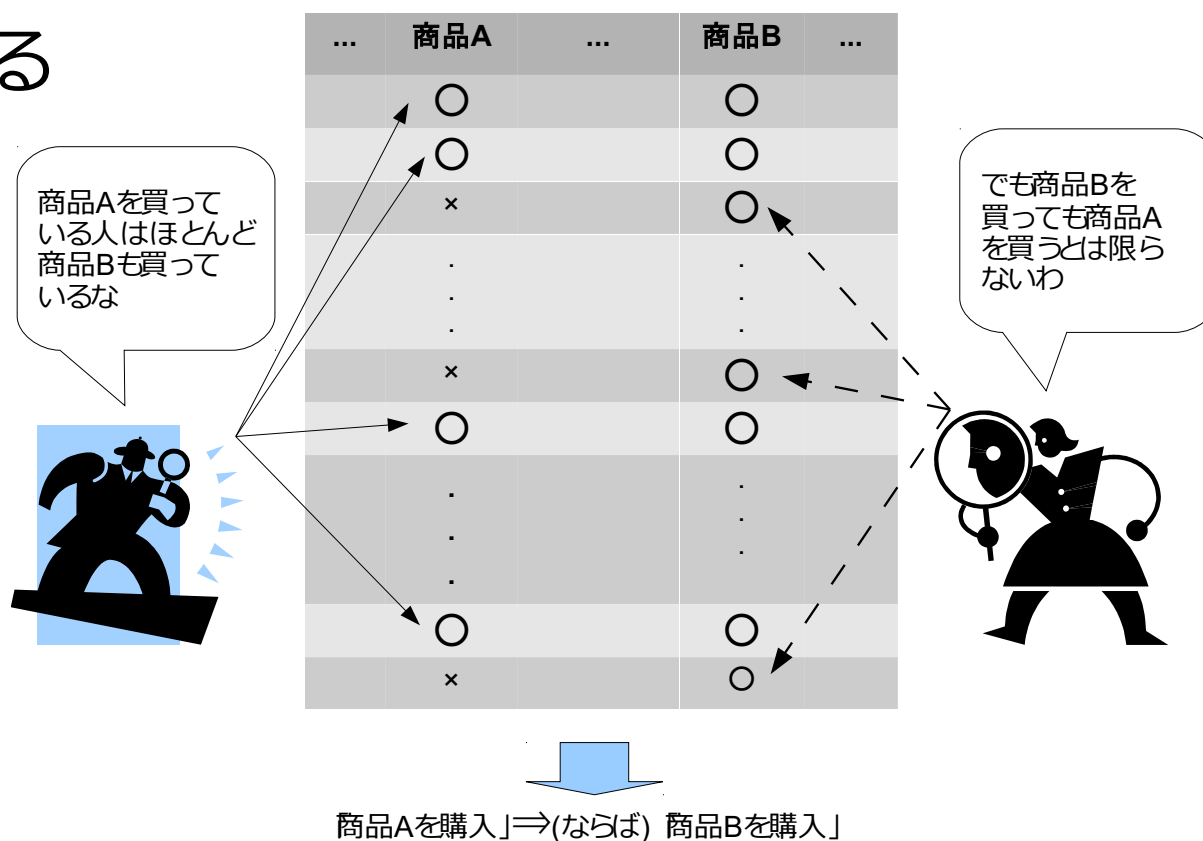 る
... 商品A ... 商品B ...
○ ○
○ ○
× ○
. .
. .
. .
× ○
○ ○
. .
. .
. .
○ ○
× ○
商品Aを買って
いる人はほとんど
商品Bも買って
いるな
でも商品Bを
買っても商品A
を買うとは限ら
ないわ
「商品Aを購入」⇒(ならば)「商品Bを購入」